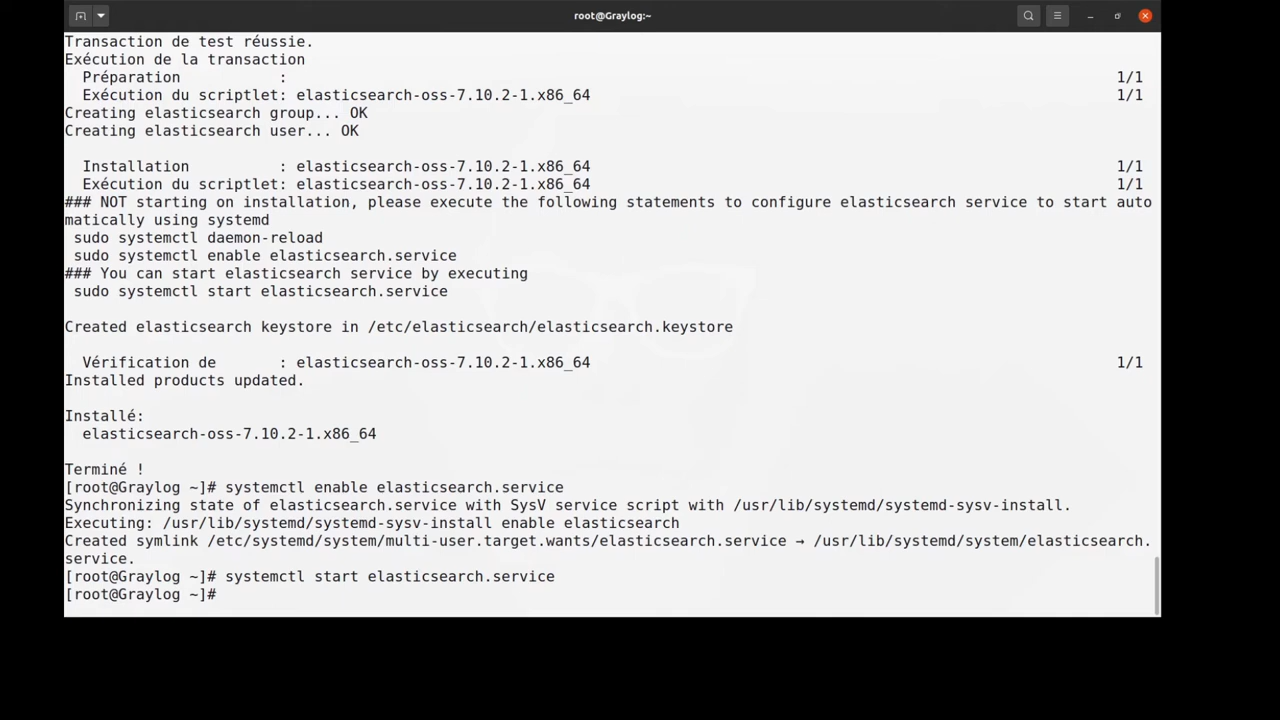 root@Graylog:~
Transaction de test réussie.
Exécution de la transaction
  Préparation           :                                                                                             1/1
  Exécution du scriptlet: elasticsearch-oss-7.10.2-1.x86_64                                                           1/1
Creating elasticsearch group... OK
Creating elasticsearch user... OK

  Installation          : elasticsearch-oss-7.10.2-1.x86_64                                                           1/1
  Exécution du scriptlet: elasticsearch-oss-7.10.2-1.x86_64                                                           1/1
### NOT starting on installation, please execute the following statements to configure elasticsearch service to start auto
matically using systemd
 sudo systemctl daemon-reload
 sudo systemctl enable elasticsearch.service
### You can start elasticsearch service by executing
 sudo systemctl start elasticsearch.service

Created elasticsearch keystore in /etc/elasticsearch/elasticsearch.keystore

  Vérification de       : elasticsearch-oss-7.10.2-1.x86_64                                                           1/1
Installed products updated.

Installé:
  elasticsearch-oss-7.10.2-1.x86_64

Terminé !
[root@Graylog ~]# systemctl enable elasticsearch.service
Synchronizing state of elasticsearch.service with SysV service script with /usr/lib/systemd/systemd-sysv-install.
Executing: /usr/lib/systemd/systemd-sysv-install enable elasticsearch
Created symlink /etc/systemd/system/multi-user.target.wants/elasticsearch.service → /usr/lib/systemd/system/elasticsearch.
service.
[root@Graylog ~]# systemctl start elasticsearch.service
[root@Graylog ~]#